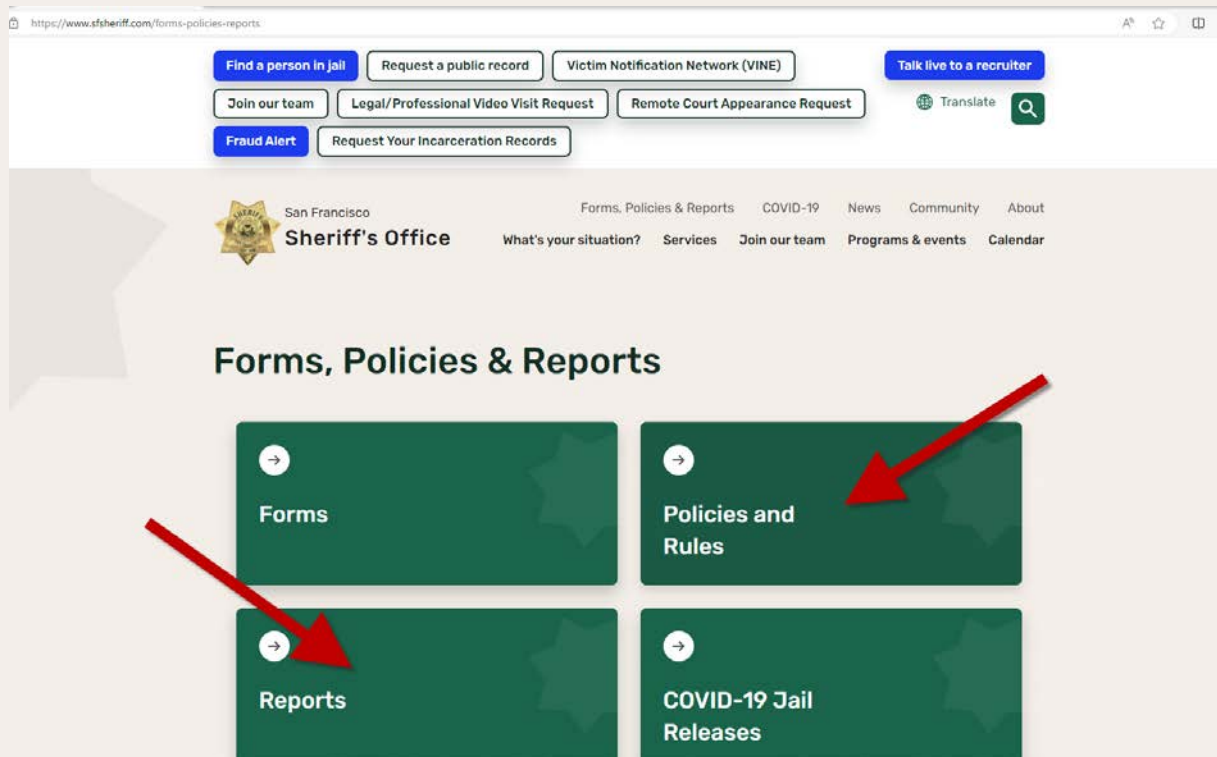 https://www.sfsheriff.com/forms-policies-reports
Find a person in jail
Request a public record
Victim Notification Network (VINE)
Talk live to a recruiter
Join our team
Legal/Professional Video Visit Request
Remote Court Appearance Request
Translate
Fraud Alert
Request Your Incarceration Records
San Francisco
Sheriff's Office
Forms, Policies & Reports
COVID-19
News
Community
About
What's your situation?
Services
Join our team
Programs & events
Calendar
Forms, Policies & Reports
Forms
Policies and
Rules
Reports
COVID-19 Jail
Releases